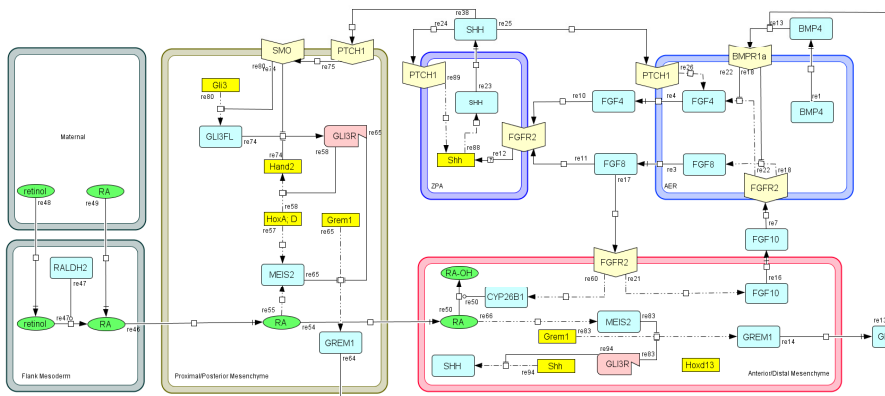 re38
re24
SHH
re25
re13
BMP4
SMO
PTCH1
BMPR1a
re80
re74
re75
re22
re18
PTCH1
re89
PTCH1
re26
Gli3
re80
re23
SHH
re10
FGF4
re4
FGF4
re1
BMP4
Maternal
GLI3FL
re74
GLI3R
re65
re58
FGFR2
re88
re12
Shh
re74
Hand2
re11
FGF8
re3
FGF8
re22
re18
re17
ZPA
AER
FGFR2
retinol
RA
re48
re49
re58
HoxA; D
Grem1
re57
re65
re7
FGF10
RALDH2
re47
MEIS2
re65
RA-OH
FGFR2
re60
re21
re16
FGF10
CYP26B1
re50
re50
re55
retinol
re47
RA
re46
RA
re54
RA
re66
MEIS2
re83
Grem1
re83
GREM1
re14
re13
GREM1
re64
re94
SHH
re94
Shh
GLI3R
re83
Hoxd13
Flank Mesoderm
Proximal/Posterior Mesenchyme
Anterior/Distal Mesenchyme